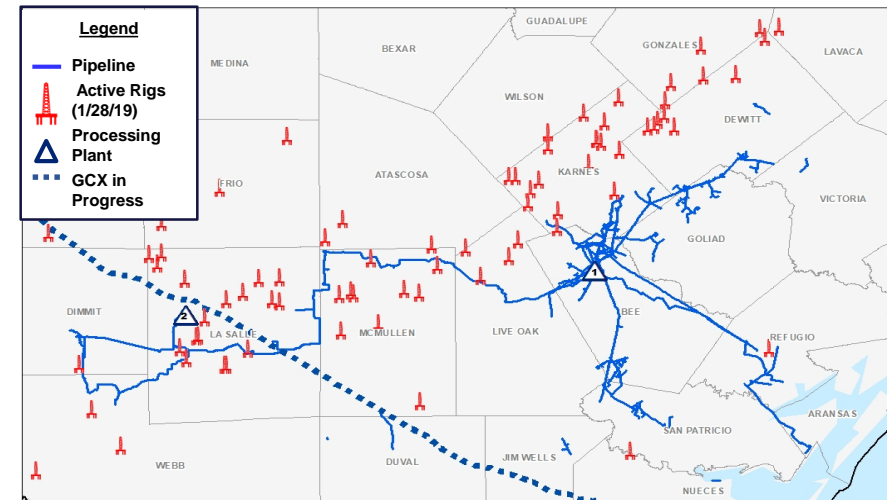 Legend
Pipeline
Active Rigs
(1/28/19)
Processing
Plant
GCX in
Progress
GUADALUPE
BEXAR
GONZALES
LAVACA
MEDINA
WILSON
DEWITT
ATASCOSA
KARNES
FRIO
VICTORIA
GOLIAD
1
DIMMIT
2
LA SALLE
MCMULLEN
LIVE OAK
BEE
REFUGIO
ARANSAS
SAN PATRICIO
WEBB
DUVAL
JIM WELLS
NUECES